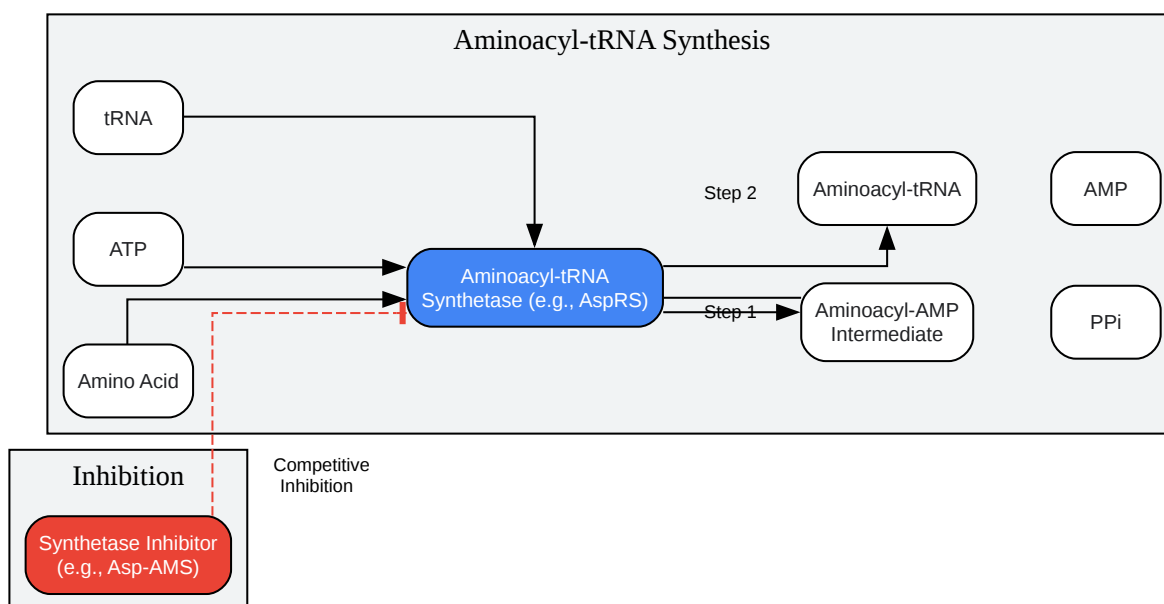 Aminoacyl-tRNA Synthesis
tRNA
Step 2
Aminoacyl-tRNA
AMP
ATP
Aminoacyl-tRNA
Synthetase (e.g., AspRS)
Step 1
Aminoacyl-AMP
Intermediate
PPi
Amino Acid
Inhibition
Competitive
Inhibition
Synthetase Inhibitor
(e.g., Asp-AMS)